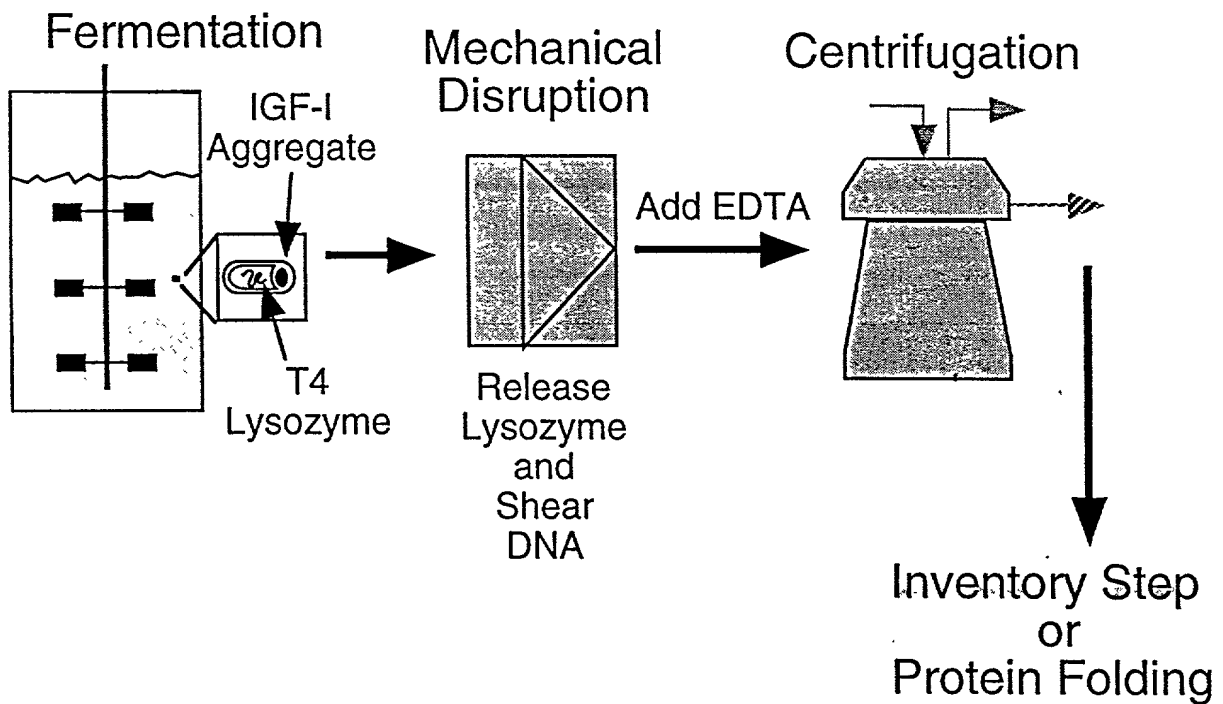 Fermentation
IGF-I
Aggregate
T4
Lysozyme
Mechanical
Disruption
Release
Lysozyme
and
Shear
DNA
Add EDTA
Centrifugation
Inventory Step
or
Protein Folding